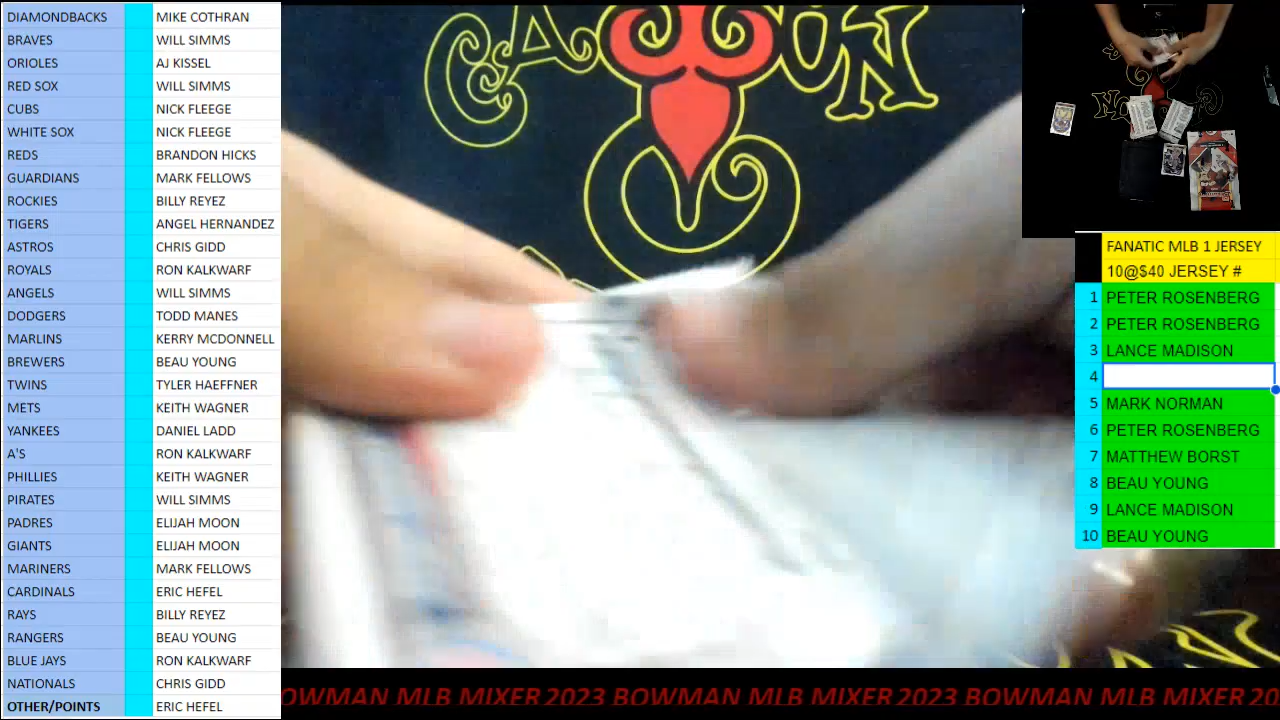 DIAMONDBACKS MIKE COTHRAN
BRAVES WILL SIMMS
ORIOLES AJ KISSEL
RED SOX WILL SIMMS
CUBS NICK FLEEGE
WHITE SOX NICK FLEEGE
REDS BRANDON HICKS
GUARDIANS MARK FELLOWS
ROCKIES BILLY REYEZ
TIGERS ANGEL HERNANDEZ
ASTROS CHRIS GIDD
ROYALS RON KALKWARF
ANGELS WILL SIMMS
DODGERS TODD MANES
MARLINS KERRY MCDONNELL
BREWERS BEAU YOUNG
TWINS TYLER HAEFFNER
METS KEITH WAGNER
YANKEES DANIEL LADD
A'S RON KALKWARF
PHILLIES KEITH WAGNER
PIRATES WILL SIMMS
PADRES ELIJAH MOON
GIANTS ELIJAH MOON
MARINERS MARK FELLOWS
CARDINALS ERIC HEFEL
RAYS BILLY REYEZ
RANGERS BEAU YOUNG
BLUE JAYS RON KALKWARF
NATIONALS CHRIS GIDD
OTHER/POINTS ERIC HEFEL
FANATIC MLB 1 JERSEY
10@$40 JERSEY #
1 PETER ROSENBERG
2 PETER ROSENBERG
3 LANCE MADISON
4
5 MARK NORMAN
6 PETER ROSENBERG
7 MATTHEW BORST
8 BEAU YOUNG
9 LANCE MADISON
10 BEAU YOUNG
OWMAN MLB MIXER 2023 BOWMAN MLB MIXER 2023 BOWMAN MLB MIXER 20